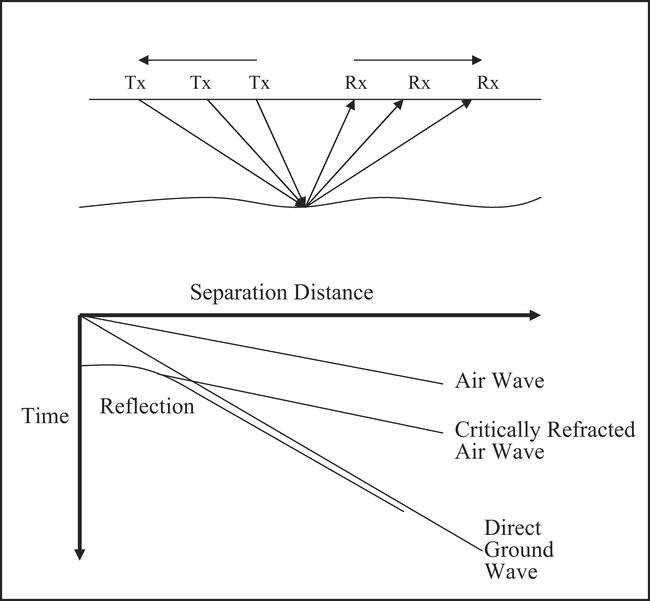 Tx Tx Tx Rx Rx Rx
Separation Distance
Air Wave
Time
Reflection
Critically Refracted
Air Wave
Direct
Ground
Wave